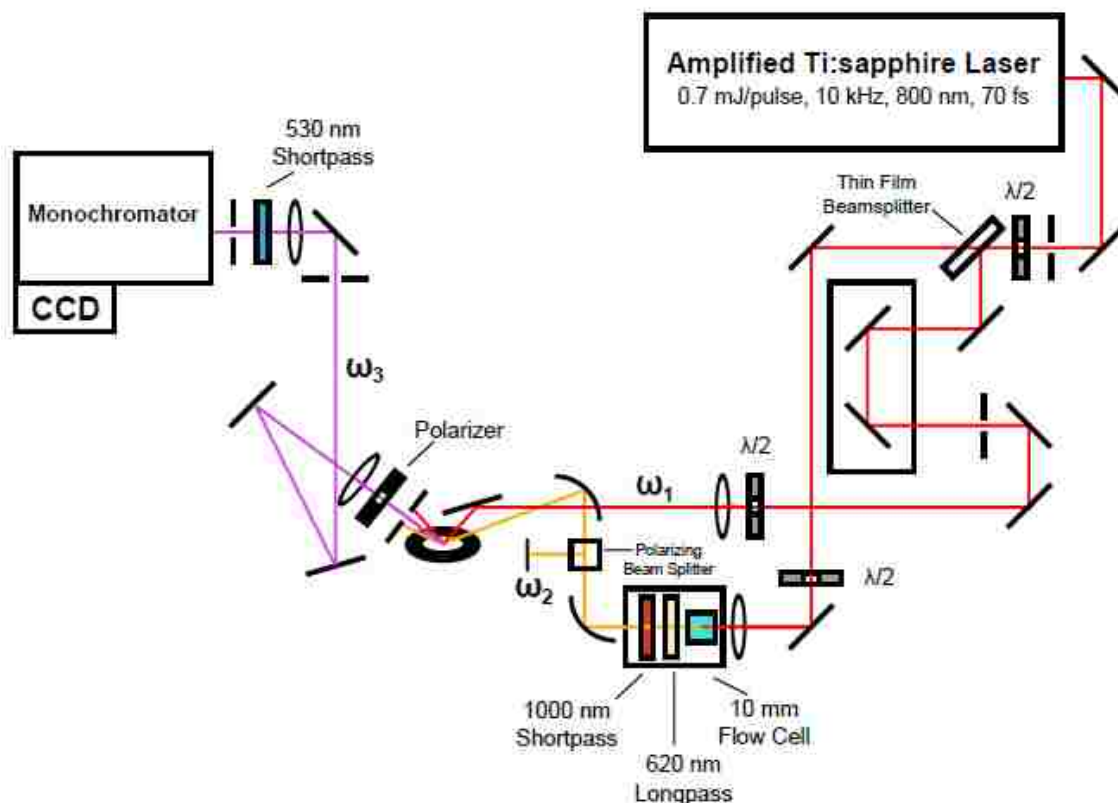 Amplified Ti:sapphire Laser
0.7 mJ/pulse, 10 kHz, 800 nm, 70 fs
530 nm
Shortpass
Monochromator
CCD
Thin Film
Beamsplitter
λ/2
ω3
Polarizer
λ/2
ω1
Polarizing
Beam Splitter
ω2
λ/2
1000 nm
Shortpass
620 nm
Longpass
10 mm
Flow Cell